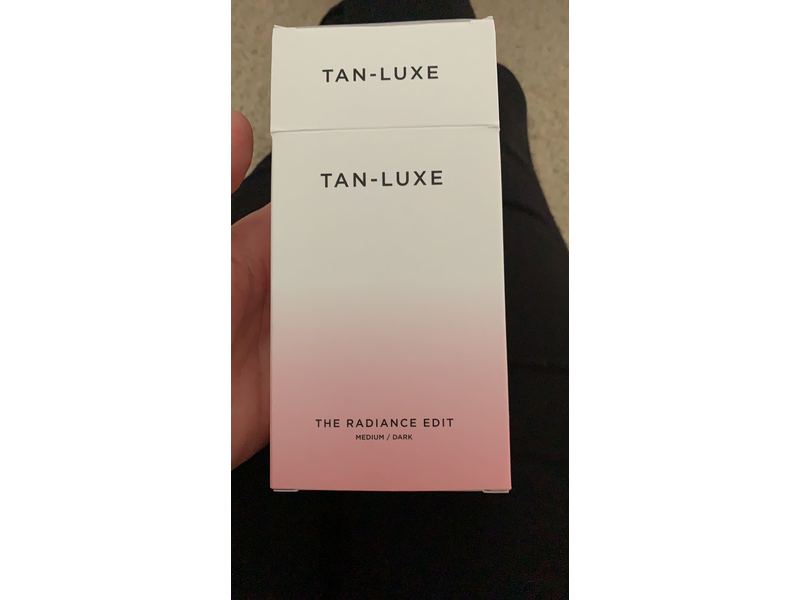 TAN-LUXE
TAN-LUXE
THE RADIANCE EDIT
MEDIUM / DARK